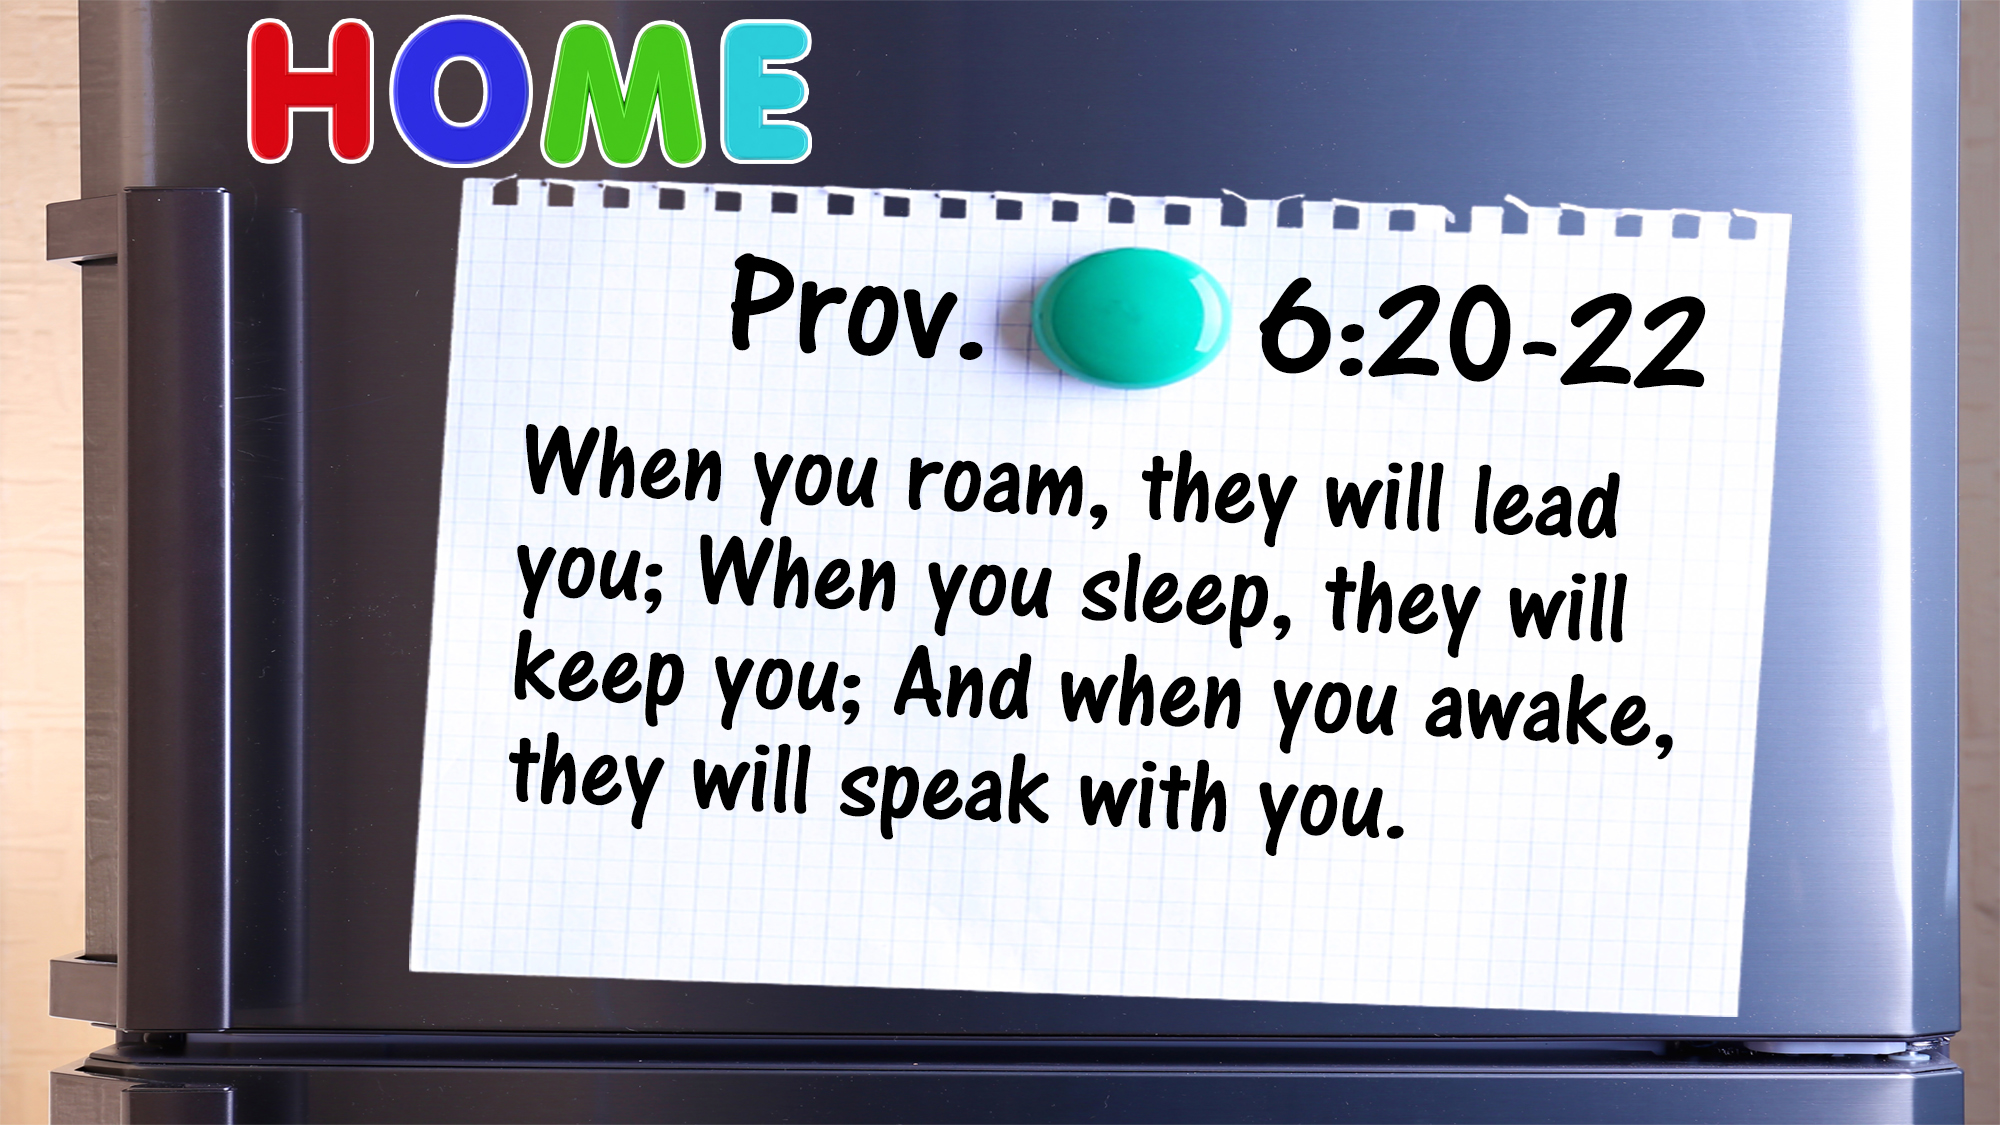 HOME
Prov. 6:20-22
When you roam, they will lead
you; When you sleep, they will
keep you; And when you awake,
they will speak with you.